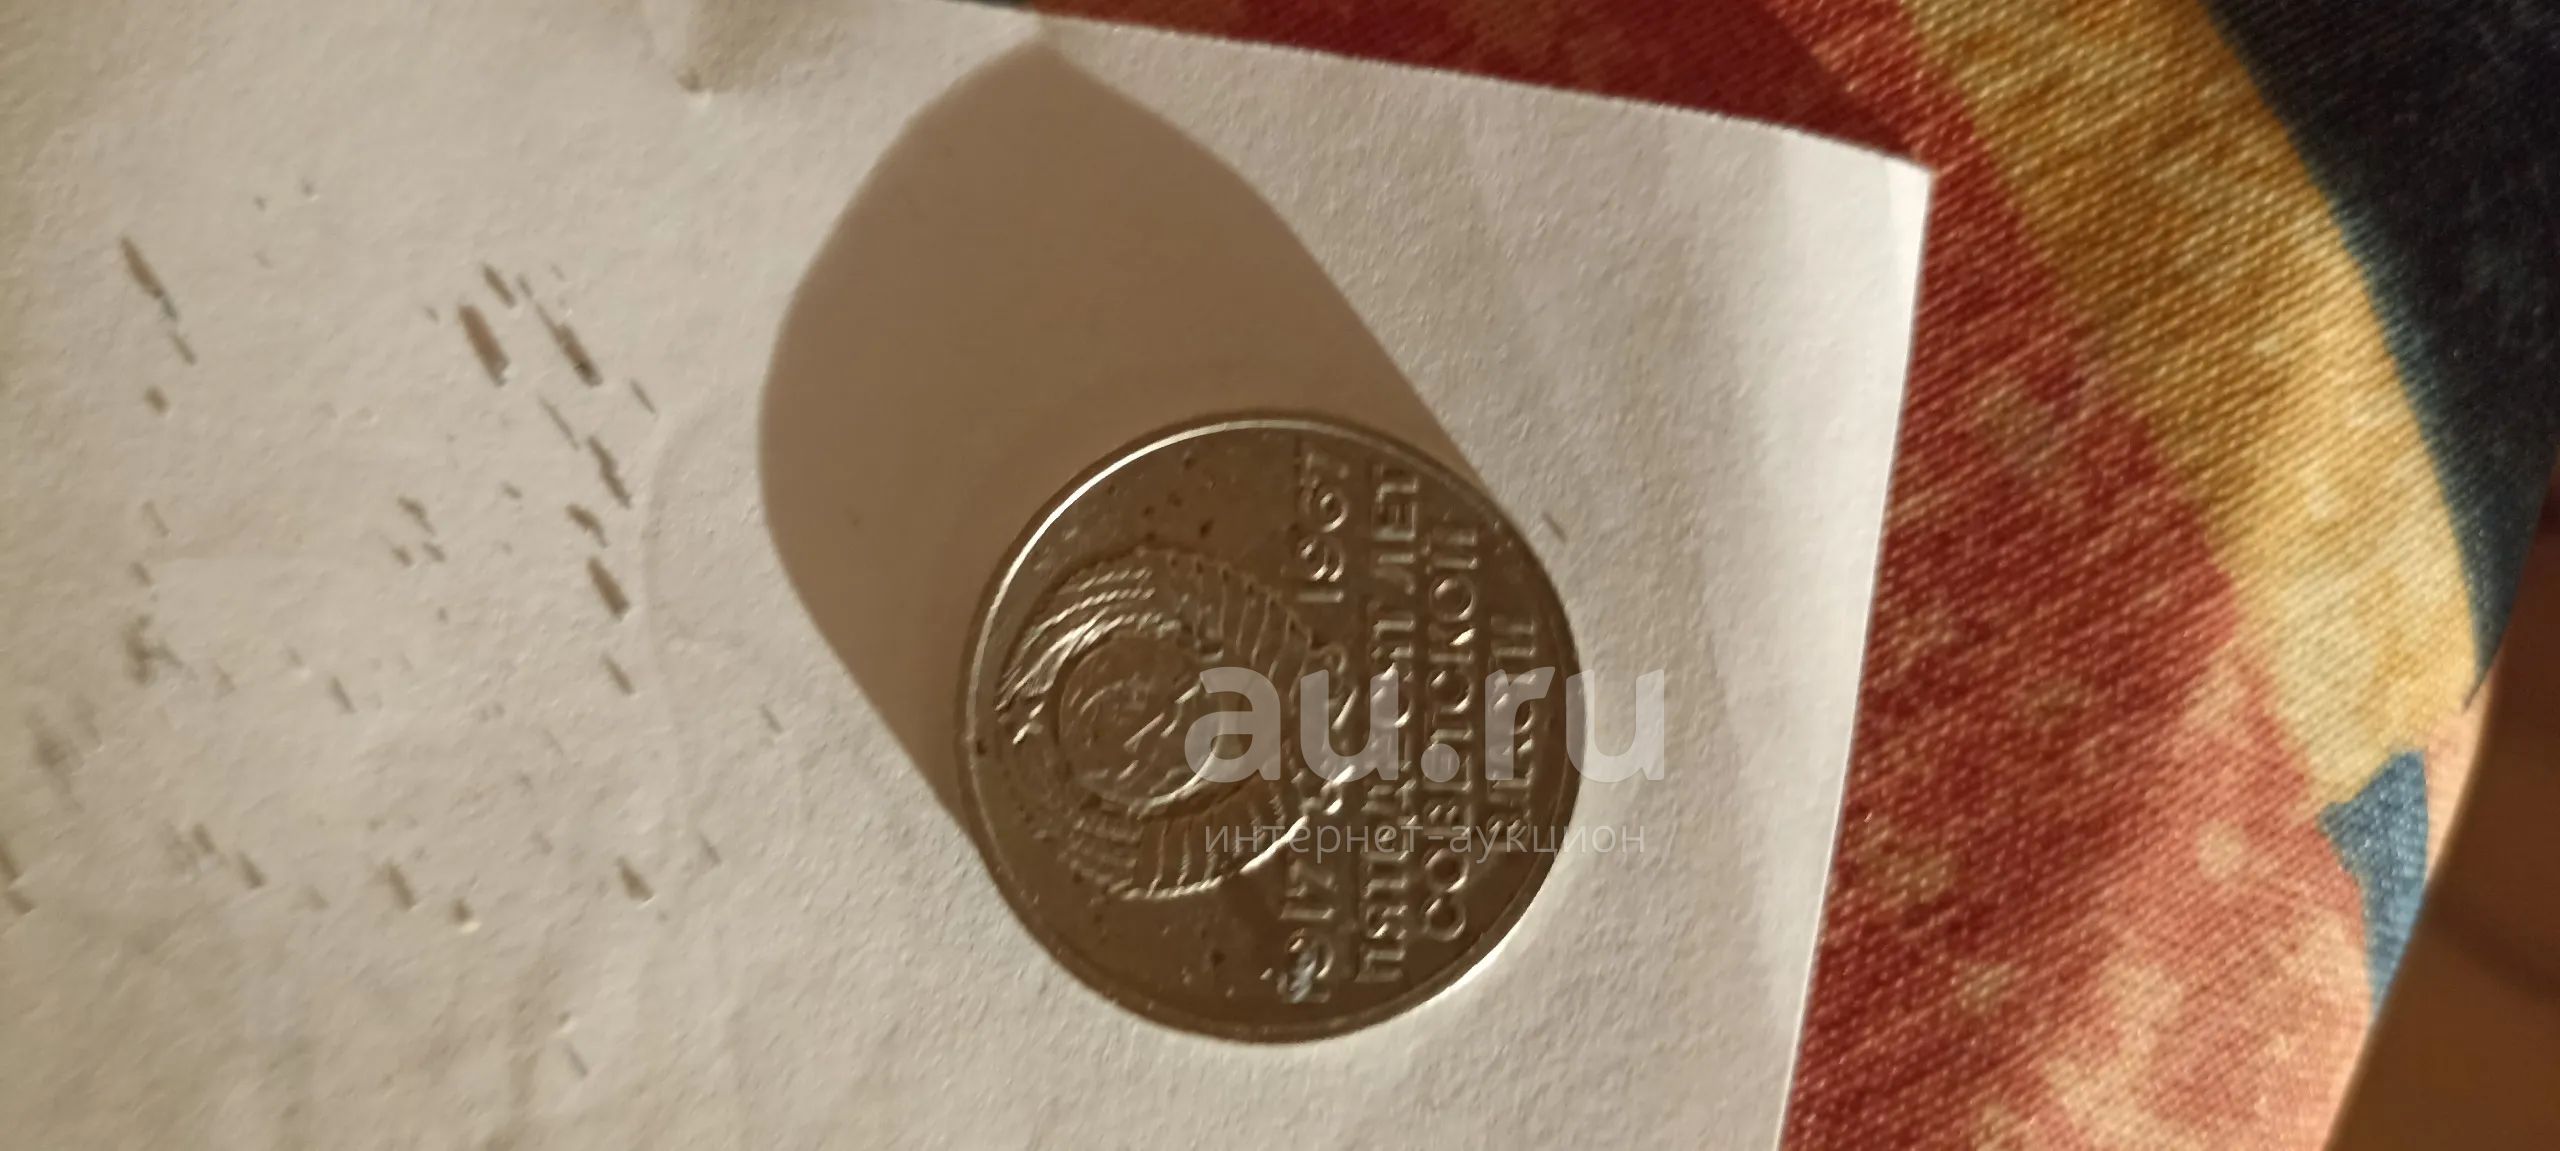 1917 1967
ПЯТЬДЕСЯТ ЛЕТ
СОВЕТСКОЙ
ВЛАСТИ
au.ru
интернет-аукцион